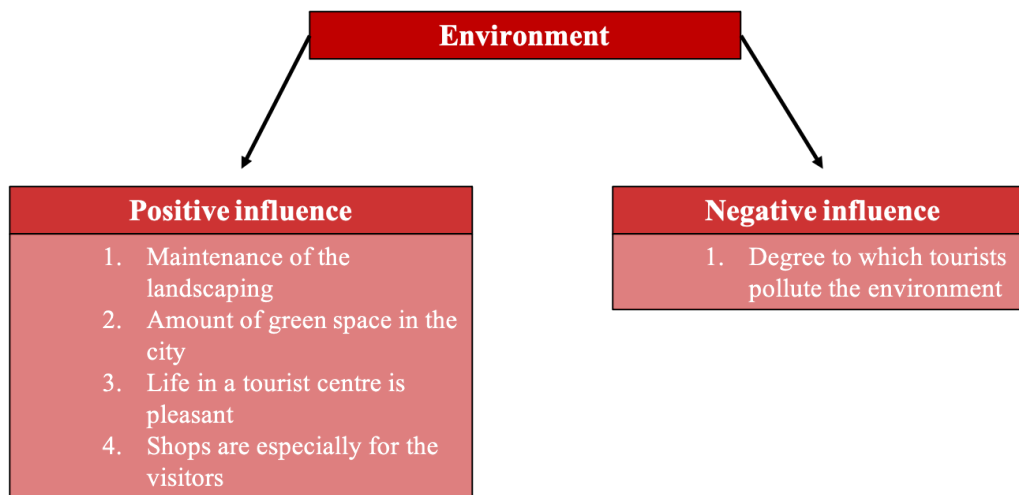 Environment
Positive influence
1. Maintenance of the
landscaping
2. Amount of green space in the
city
3. Life in a tourist centre is
pleasant
4. Shops are especially for the
visitors
Negative influence
1. Degree to which tourists
pollute the environment